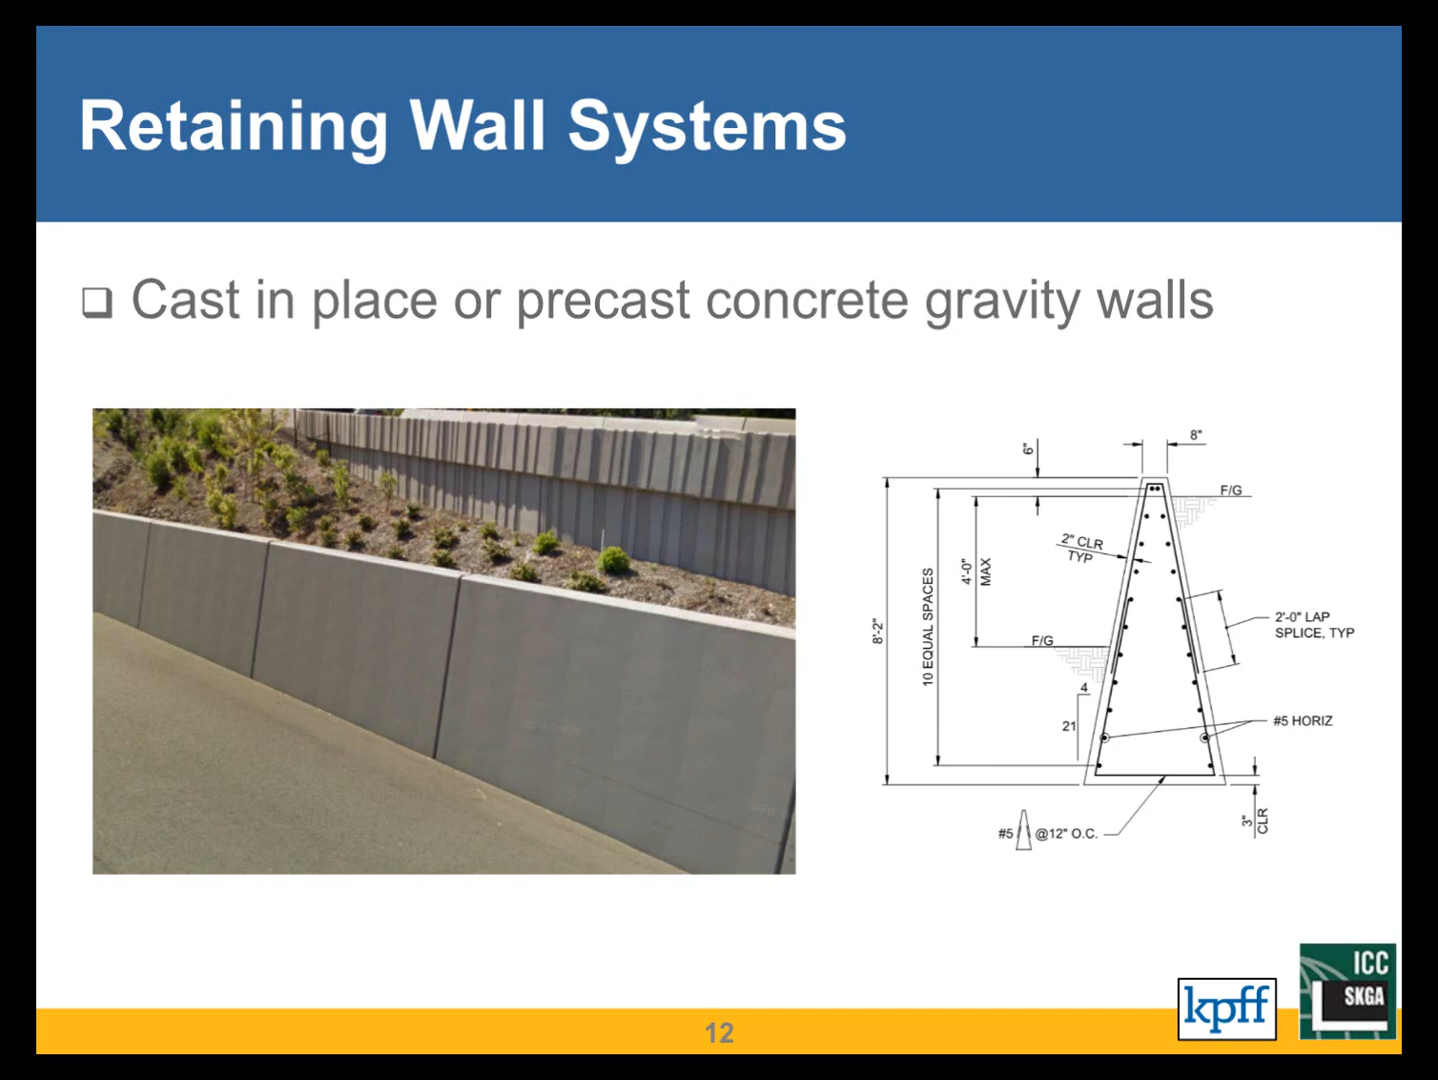 Retaining Wall Systems
❑ Cast in place or precast concrete gravity walls
8"
6"
F/G
2" CLR
TYP
4'-0"
MAX
10 EQUAL SPACES
8'-2"
2'-0" LAP
SPLICE, TYP
F/G
4
21
#5 HORIZ
3"
CLR
#5 @12" O.C.
12
kpff
ICC
SKGA